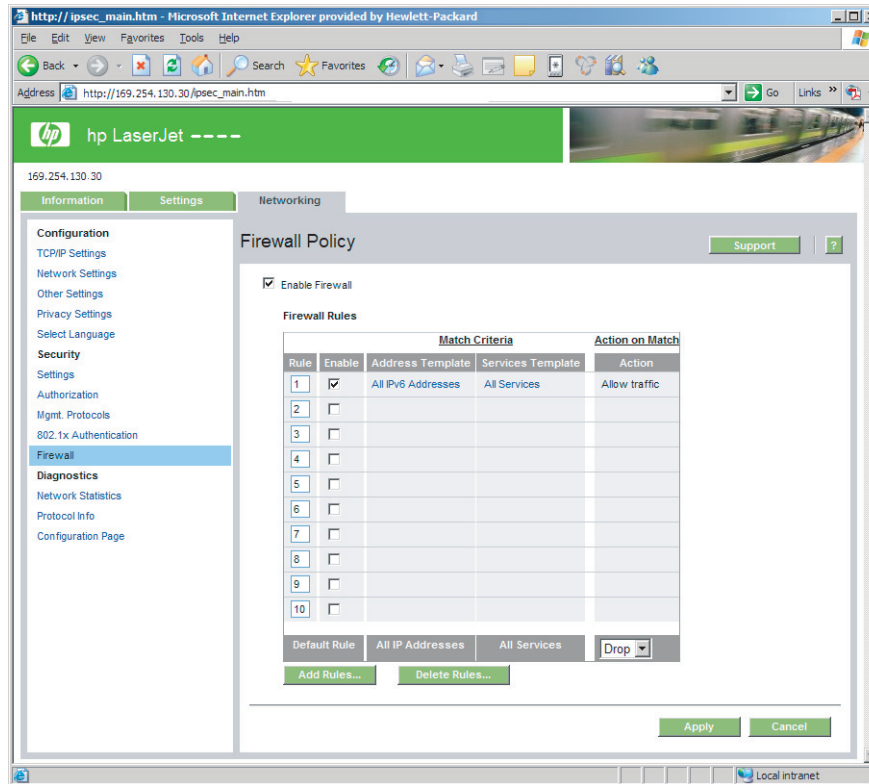 http:// ipsec_main.htm - Microsoft Internet Explorer provided by Hewlett-Packard
File Edit View Favorites Tools Help
Back Search Favorites
Address http://169.254.130.30/ipsec_main.htm Go Links »
hp hp LaserJet ----
169.254.130.30
Information Settings Networking
Configuration
TCP/IP Settings
Network Settings
Other Settings
Privacy Settings
Select Language
Security
Settings
Authorization
Mgmt. Protocols
802.1x Authentication
Firewall
Diagnostics
Network Statistics
Protocol Info
Configuration Page
Firewall Policy
Support ?
Enable Firewall
Firewall Rules
Match Criteria Action on Match
Rule Enable Address Template Services Template Action
1 All IPv6 Addresses All Services Allow traffic
2
3
4
5
6
7
8
9
10
Default Rule All IP Addresses All Services Drop
Add Rules... Delete Rules...
Apply Cancel
Local intranet